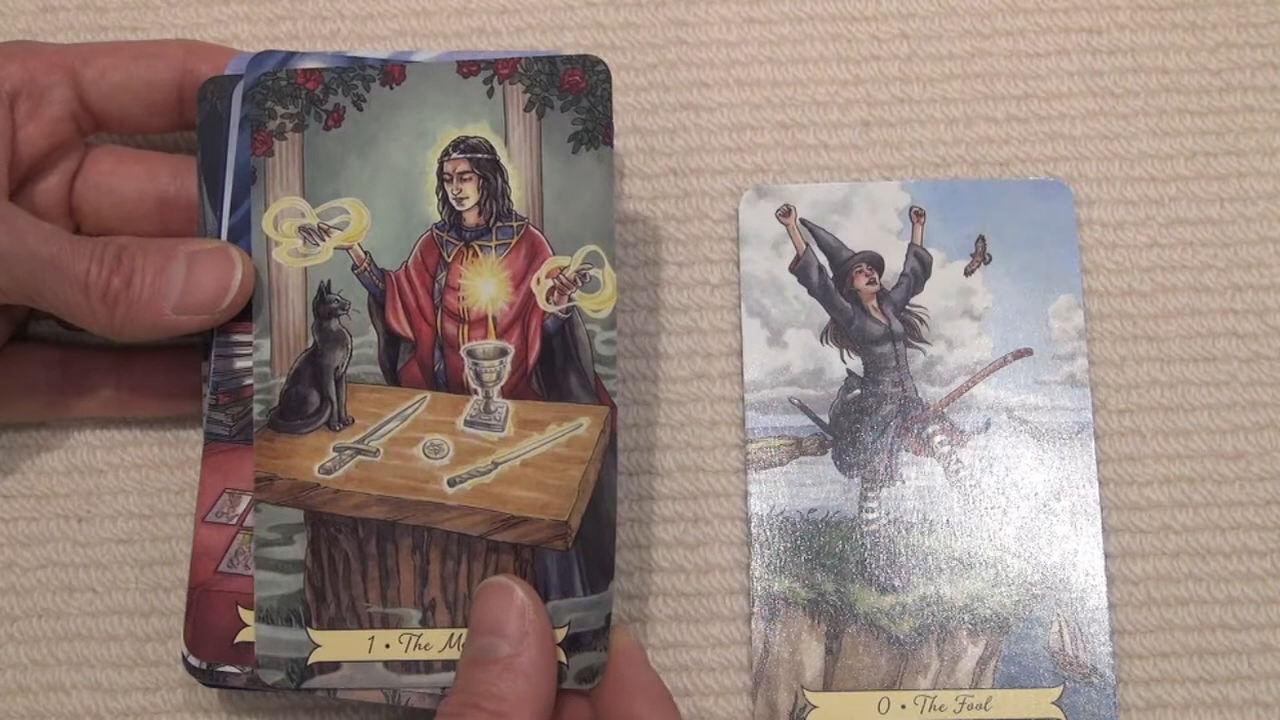 1 • The
0 • The Fool